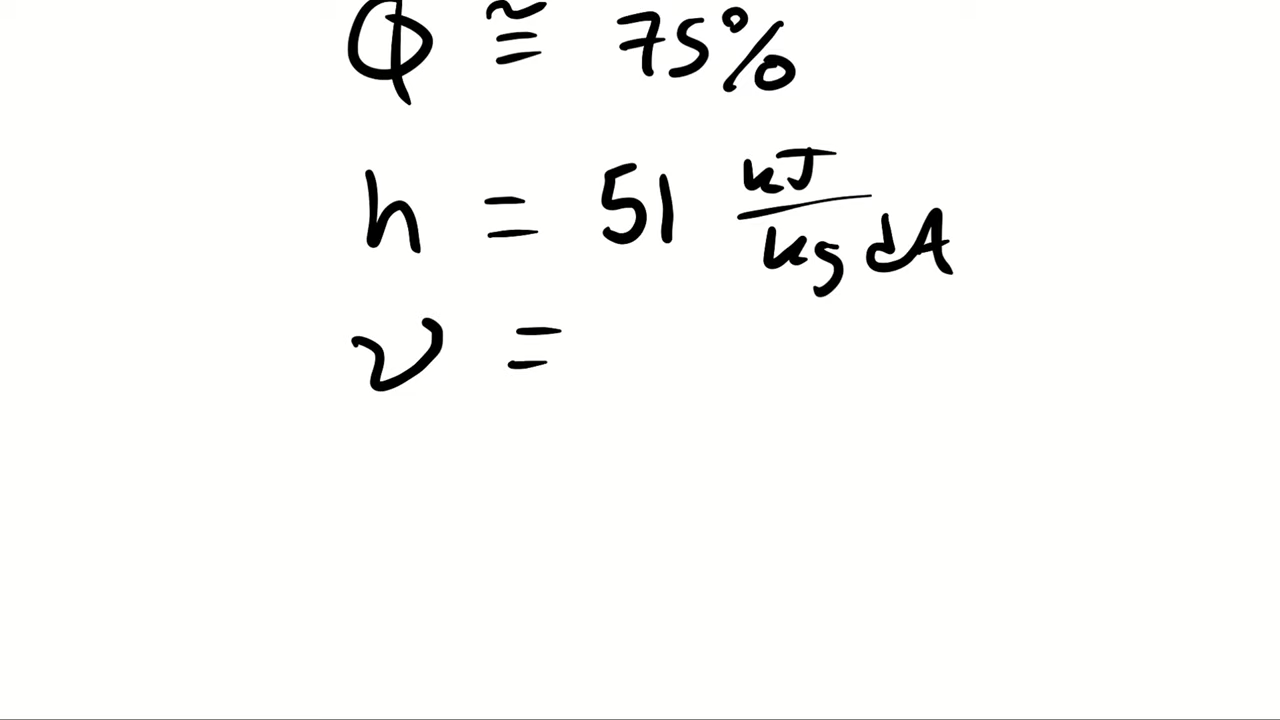 Φ ≅ 75%
h = 51 kJ/kg dA
ν =